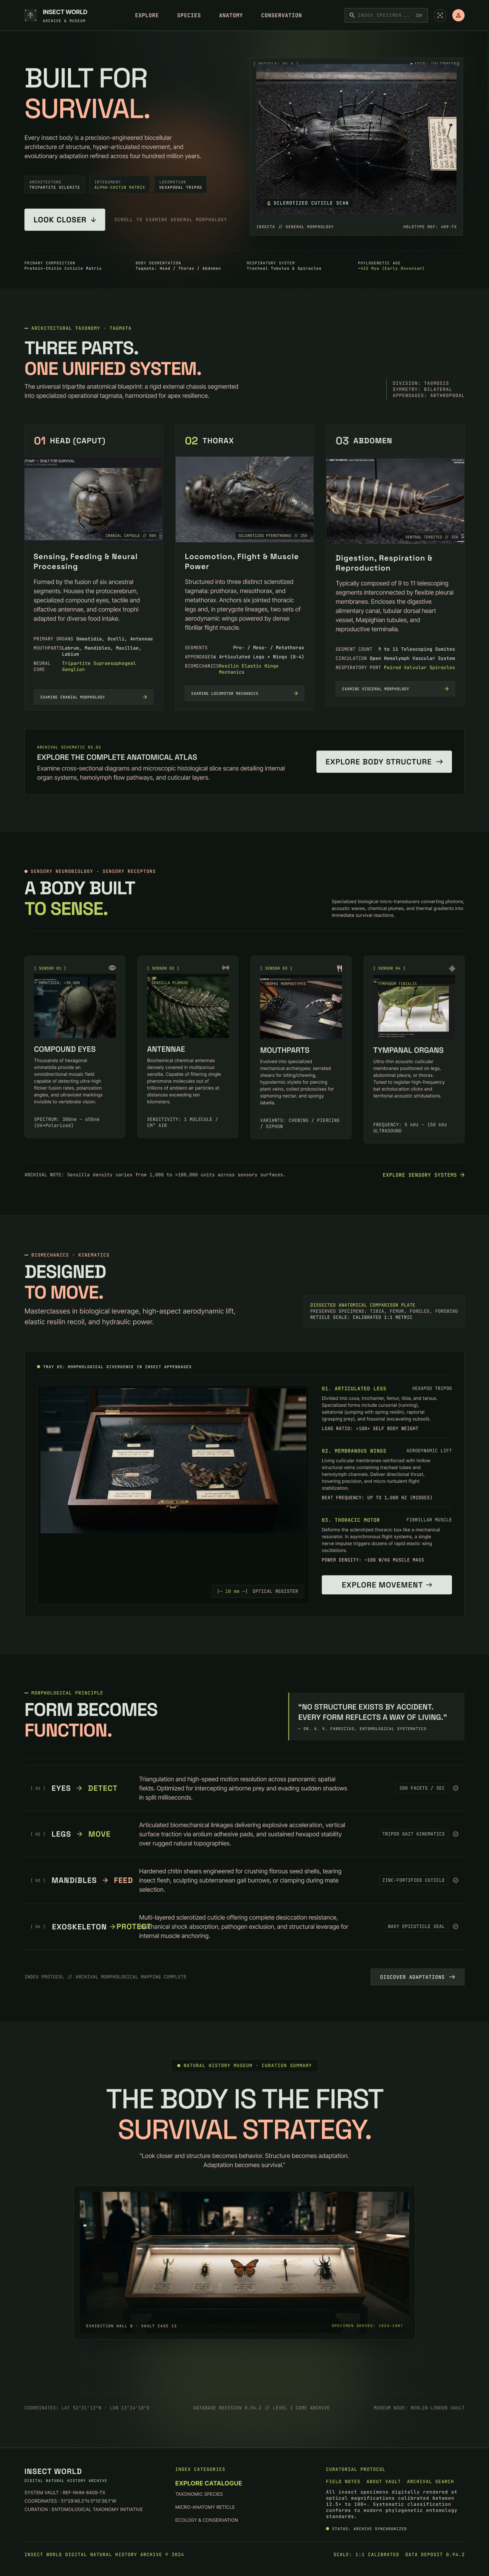 INSECT WORLD
ARCHIVE & MUSEUM
EXPLORE SPECIES ANATOMY CONSERVATION
INDEX SPECIMEN...
BUILT FOR
SURVIVAL.
Every insect body is a precision-engineered biocellular
architecture of structure, hyper-articulated movement, and
evolutionary adaptation refined across four hundred million years.
ARCHITECTURE
TRIPARTITE SCLERITE
INTEGUMENT
ALPHA-CHITIN MATRIX
LOCOMOTION
HEXAPODAL TRIPOD
LOOK CLOSER ↓
SCROLL TO EXAMINE GENERAL MORPHOLOGY
SCLEROTIZED CUTICLE SCAN
INSECTA // GENERAL MORPHOLOGY
HOLOTYPE REF: 409-TX
PRIMARY COMPOSITION
Protein-Chitin Cuticle Matrix
BODY SEGMENTATION
Tagmata: Head / Thorax / Abdomen
RESPIRATORY SYSTEM
Tracheal Tubules & Spiracles
PHYLOGENETIC AGE
~412 Mya (Early Devonian)
ARCHITECTURAL TAXONOMY · TAGMATA
THREE PARTS.
ONE UNIFIED SYSTEM.
The universal tripartite anatomical blueprint: a rigid external chassis segmented
into specialized operational tagmata, harmonized for apex resilience.
DIVISION: TAGMOSIS
SYMMETRY: BILATERAL
APPENDAGES: ARTHROPODAL
01 HEAD (CAPUT)
CRANIAL CAPSULE // 50X
Sensing, Feeding & Neural
Processing
Formed by the fusion of six ancestral
segments. Houses the protocerebrum,
specialized compound eyes, tactile and
olfactive antennae, and complex trophi
adapted for diverse food intake.
PRIMARY ORGANS Ommatidia, Ocelli, Antennae
MOUTHPARTS Labrum, Mandibles, Maxillae,
Labium
NEURAL CORE Tripartite Supraesophageal
Ganglion
EXAMINE CRANIAL MORPHOLOGY →
02 THORAX
SCLEROTIZED PTEROTHORAX // 25X
Locomotion, Flight & Muscle
Power
Structured into three distinct sclerotized
tagmata: prothorax, mesothorax, and
metathorax. Anchors six jointed thoracic
legs and, in pterygote lineages, two sets of
aerodynamic wings powered by dense
fibrillar flight muscle.
SEGMENTS Pro- / Meso- / Metathorax
APPENDAGES 6 Articulated Legs + Wings (0-4)
BIOMECHANICS Resilin Elastic Hinge
Mechanics
EXAMINE LOCOMOTOR MECHANICS →
03 ABDOMEN
VENTRAL TERGITES // 35X
Digestion, Respiration &
Reproduction
Typically composed of 9 to 11 telescoping
segments interconnected by flexible pleural
membranes. Encloses the digestive
alimentary canal, tubular dorsal heart
vessel, Malpighian tubules, and
reproductive terminalia.
SEGMENT COUNT 9 to 11 Telescoping Somites
CIRCULATION Open Hemolymph Vascular System
RESPIRATORY PORT Paired Valvular Spiracles
EXAMINE VISCERAL MORPHOLOGY →
ARCHIVAL SCHEMATIC 05.02
EXPLORE THE COMPLETE ANATOMICAL ATLAS
Examine cross-sectional diagrams and microscopic histological slice scans detailing internal
organ systems, hemolymph flow pathways, and cuticular layers.
EXPLORE BODY STRUCTURE →
SENSORY NEUROBIOLOGY · SENSORY RECEPTORS
A BODY BUILT
TO SENSE.
Specialized biological micro-transducers converting photons,
acoustic waves, chemical plumes, and thermal gradients into
immediate survival reactions.
[ SENSOR 01 ]
OMMATIDIA: ~30,000
COMPOUND EYES
Thousands of hexagonal
ommatidia provide an
omnidirectional mosaic field
capable of detecting ultra-high
flicker fusion rates, polarization
angles, and ultraviolet markings
invisible to vertebrate vision.
SPECTRUM: 300nm – 650nm
(UV+Polarized)
[ SENSOR 02 ]
SENSILLA PLUMOSA
ANTENNAE
Biochemical chemical antennas
densely covered in multiporous
sensilla. Capable of filtering single
pheromone molecules out of
trillions of ambient air particles at
distances exceeding ten
kilometers.
SENSITIVITY: 1 MOLECULE /
CM³ AIR
[ SENSOR 03 ]
TROPHI MORPHOTYPES
MOUTHPARTS
Evolved into specialized
mechanical archetypes: serrated
shears for biting/chewing,
hypodermic stylets for piercing
plant veins, coiled proboscises for
siphoning nectar, and spongy
labella.
VARIANTS: CHEWING / PIERCING
/ SIPHON
[ SENSOR 04 ]
TYMPANUM TIBIALIS
TYMPANAL ORGANS
Ultra-thin acoustic cuticular
membranes positioned on legs,
abdominal plaques, or thorax.
Tuned to register high-frequency
bat echolocation and territorial
acoustic stridulations.
FREQUENCY: 5 kHz – 150 kHz
ULTRASOUND
ARCHIVAL NOTE: Sensilla density varies from 1,000 to >100,000 units across sensory surfaces.
EXPLORE SENSORY SYSTEMS →
BIOMECHANICS · KINEMATICS
DESIGNED
TO MOVE.
Masterclasses in biological leverage, high-aspect aerodynamic lift,
elastic resilin recoil, and hydraulic power.
DISSECTED ANATOMICAL COMPARISON PLATE
PRESERVED SPECIMENS: TIBIA, FEMUR, FORELEG, FOREWING
RETICLE SCALE: CALIBRATED 1:1 METRIC
TRAY 05: MORPHOLOGICAL DIVERGENCE IN INSECT APPENDAGES
|— 10 mm —| OPTICAL REGISTER
01. ARTICULATED LEGS HEXAPOD TRIPOD
Divided into coxa, trochanter, femur, tibia, and tarsus.
Specialized forms include cursorial (running),
saltatorial (jumping with spring resilin), raptorial
(grasping prey), and fossorial (excavating subsoil).
LOAD RATIO: >100× SELF BODY WEIGHT
02. MEMBRANOUS WINGS AERODYNAMIC LIFT
Living cuticular membranes reinforced with hollow
structural veins containing tracheal tubes and
hemolymph channels. Deliver directional thrust,
hovering precision, and micro-turbulent flight
stabilization.
BEAT FREQUENCY: UP TO 1,000 HZ (MIDGES)
03. THORACIC MOTOR FIBRILLAR MUSCLE
Deforms the sclerotized thoracic box like a mechanical
resonator. In asynchronous flight systems, a single
nerve impulse triggers dozens of rapid elastic wing
oscillations.
POWER DENSITY: ~100 W/KG MUSCLE MASS
EXPLORE MOVEMENT →
MORPHOLOGICAL PRINCIPLE
FORM BECOMES
FUNCTION.
"NO STRUCTURE EXISTS BY ACCIDENT.
EVERY FORM REFLECTS A WAY OF LIVING."
— DR. A. V. FABRICIUS, ENTOMOLOGICAL SYSTEMATICS
[ 01 ] EYES → DETECT
Triangulation and high-speed motion resolution across panoramic spatial
fields. Optimized for intercepting airborne prey and evading sudden shadows
in split milliseconds.
300 FACETS / SEC
[ 02 ] LEGS → MOVE
Articulated biomechanical linkages delivering explosive acceleration, vertical
surface traction via arolium adhesive pads, and sustained hexapod stability
over rugged natural topographies.
TRIPOD GAIT KINEMATICS
[ 03 ] MANDIBLES → FEED
Hardened chitin shears engineered for crushing fibrous seed shells, tearing
insect flesh, sculpting subterranean gall burrows, or clamping during mate
selection.
ZINC-FORTIFIED CUTICLE
[ 04 ] EXOSKELETON → PROTECT
Multi-layered sclerotized cuticle offering complete desiccation resistance,
mechanical shock absorption, pathogen exclusion, and structural leverage for
internal muscle anchoring.
WAXY EPICUTICLE SEAL
INDEX PROTOCOL // ARCHIVAL MORPHOLOGICAL MAPPING COMPLETE
DISCOVER ADAPTATIONS →
NATURAL HISTORY MUSEUM · CURATION SUMMARY
THE BODY IS THE FIRST
SURVIVAL STRATEGY.
"Look closer and structure becomes behavior. Structure becomes adaptation.
Adaptation becomes survival."
EXHIBITION HALL B · VAULT CASE 12
SPECIMEN SERIES: 1024–1087
COORDINATES: LAT 52°31'12"N · LON 13°24'18"E
DATABASE REVISION 0.94.2 // LEVEL 1 CORE ARCHIVE
MUSEUM NODE: BERLIN-LONDON VAULT
INSECT WORLD
DIGITAL NATURAL HISTORY ARCHIVE
SYSTEM VAULT : REF-NHM-8409-TX
COORDINATES : 51°29'46.3"N 0°10'36.1"W
CURATION : ENTOMOLOGICAL TAXONOMY INITIATIVE
INDEX CATEGORIES
EXPLORE CATALOGUE
TAXONOMIC SPECIES
MICRO-ANATOMY RETICLE
ECOLOGY & CONSERVATION
CURATORIAL PROTOCOL
FIELD NOTES ABOUT VAULT ARCHIVAL SEARCH
All insect specimens digitally rendered at
optical magnifications calibrated between
12.5× to 100×. Systematic classification
conforms to modern phylogenetic entomology
standards.
STATUS: ARCHIVE SYNCHRONIZED
INSECT WORLD DIGITAL NATURAL HISTORY ARCHIVE © 2024
SCALE: 1:1 CALIBRATED DATA DEPOSIT 0.94.2